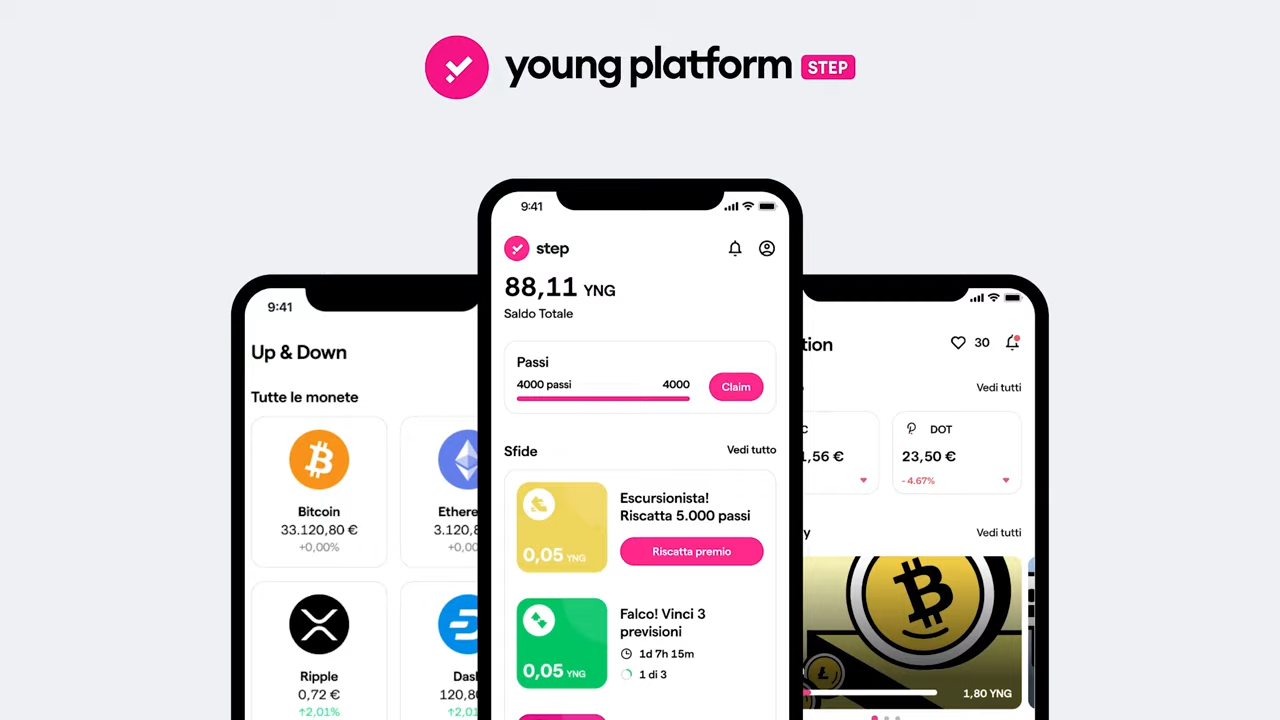 young platform STEP
9:41
Up & Down
Tutte le monete
Bitcoin
33.120,80 €
+0,00%
Ripple
0,72 €
↑2,01%
9:41
step
88,11 YNG
Saldo Totale
Passi
4000 passi 4000
Claim
Sfide Vedi tutto
0,05 YNG
Escursionista!
Riscatta 5.000 passi
Riscatta premio
0,05 YNG
Falco! Vinci 3
previsioni
1d 7h 15m
1 di 3
30
Vedi tutti
DOT
23,50 €
- 4.67%
Vedi tutti
1,80 YNG